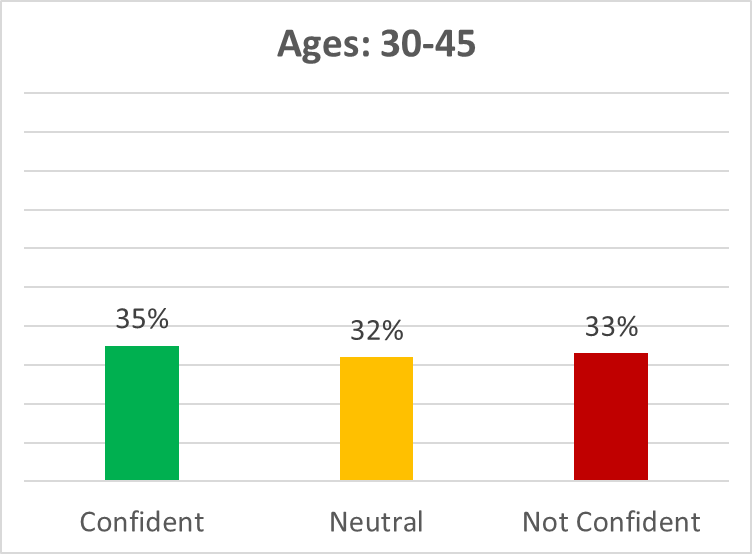 Ages: 30-45
35%
32%
33%
Confident
Neutral
Not Confident